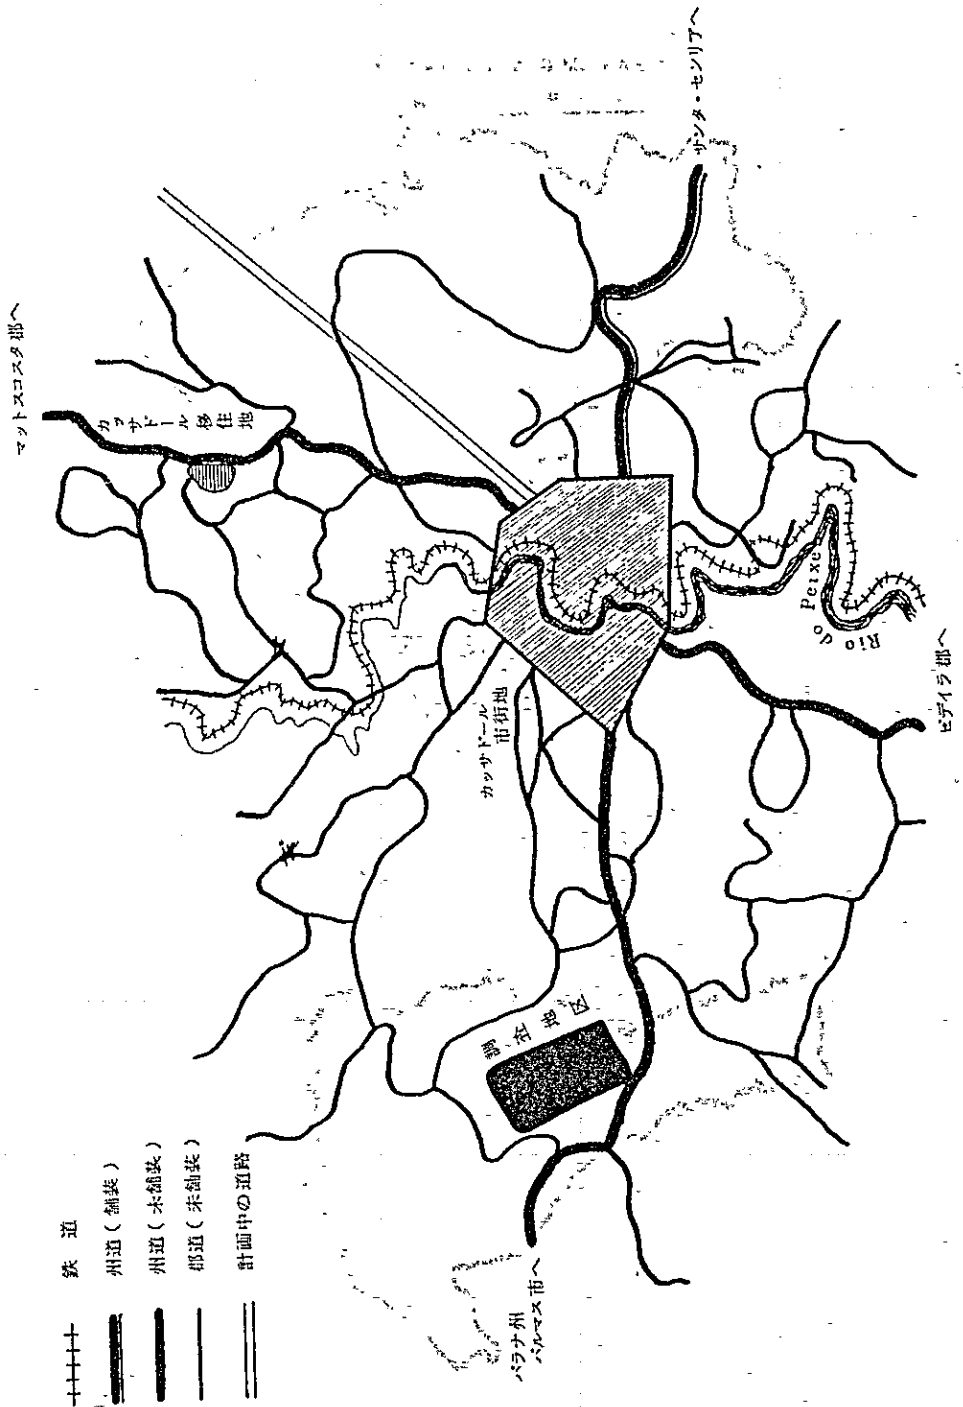 鉄道
州道(舗装)
州道(未舗装)
郡道(未舗装)
計画中の道路
パラナ州
パルマス市へ
調査地区
カッサドール
市街地
マットスコスタ郡へ
カッサドール移住地
サンタ・センリアへ
ビデイラ郡へ
Rio do Peixe